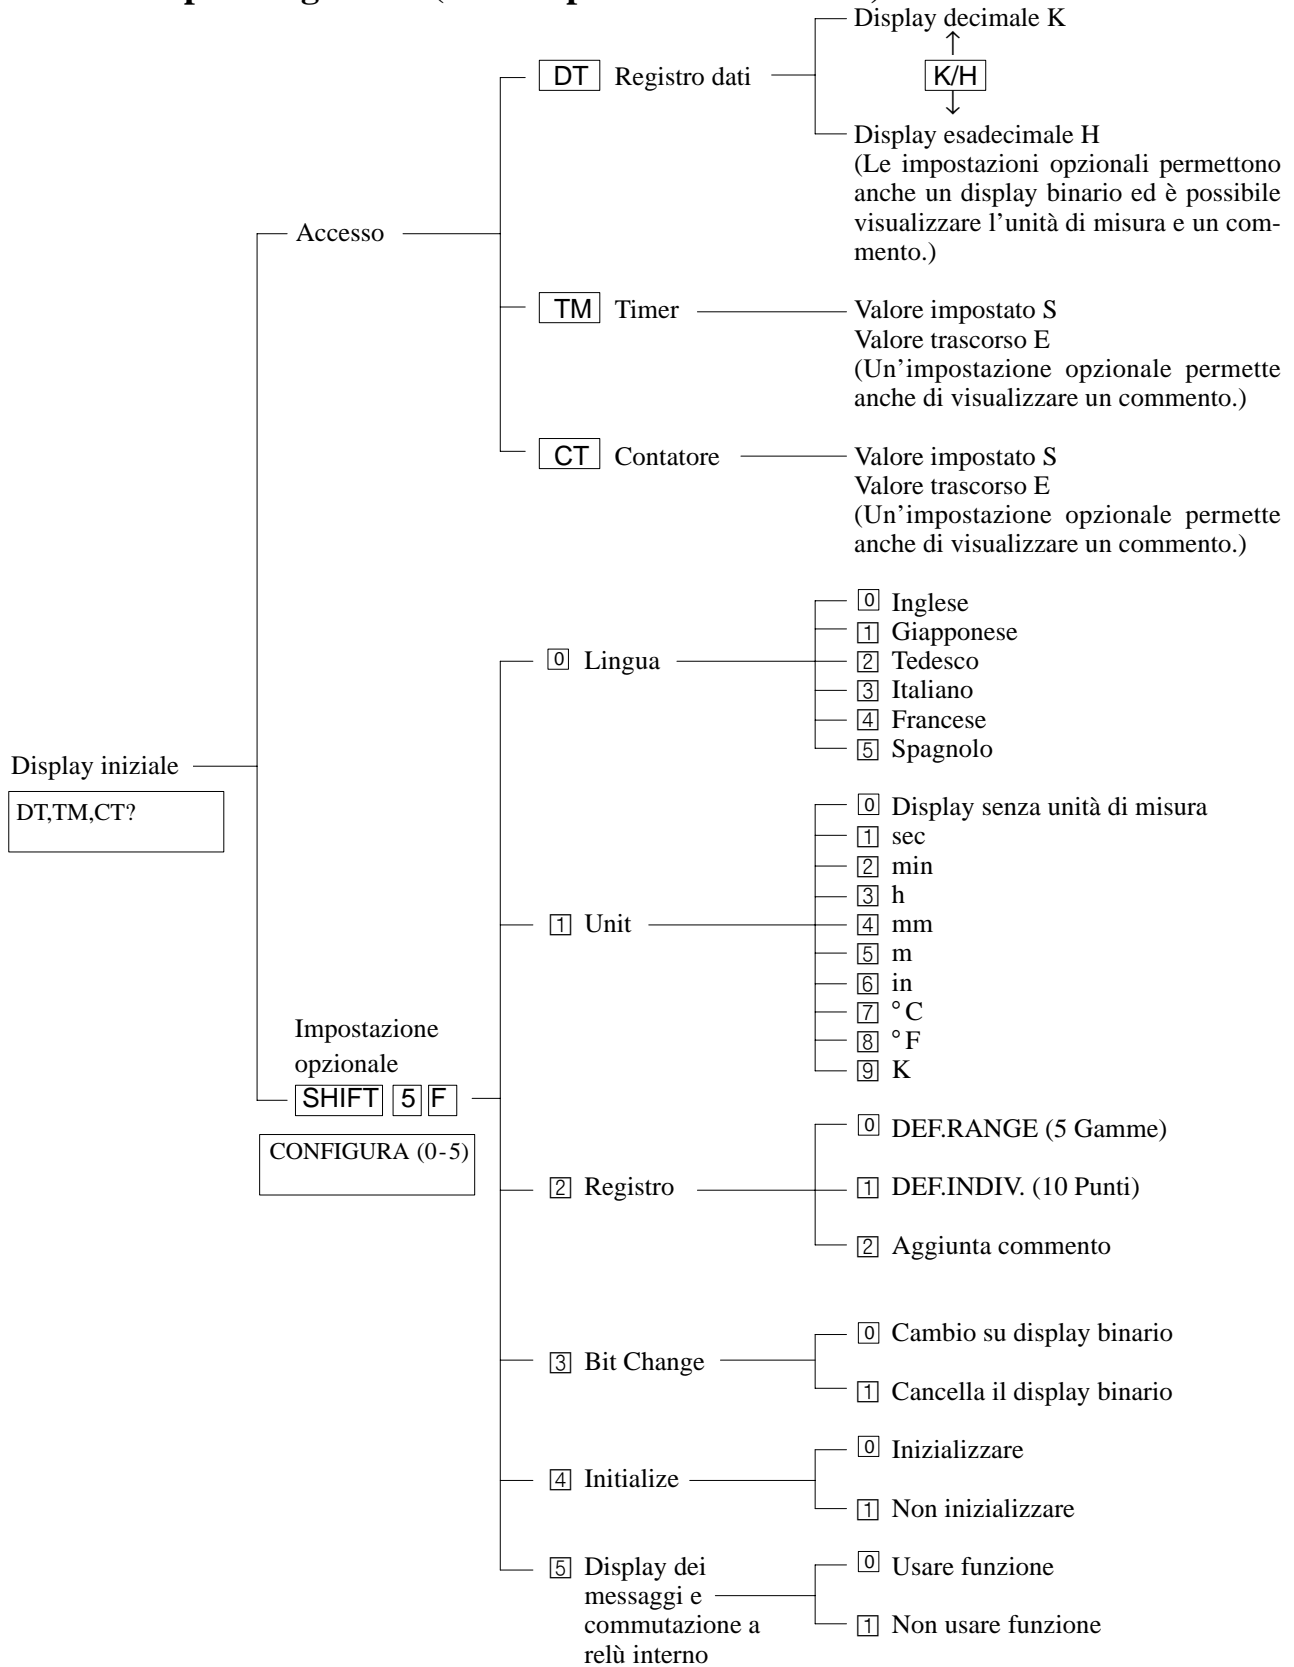 Display decimale K
K/H
DT Registro dati
Display esadecimale H
(Le impostazioni opzionali permettono
anche un display binario ed è possibile
visualizzare l'unità di misura e un com-
mento.)
Accesso
TM Timer
Valore impostato S
Valore trascorso E
(Un'impostazione opzionale permette
anche di visualizzare un commento.)
CT Contatore
Valore impostato S
Valore trascorso E
(Un'impostazione opzionale permette
anche di visualizzare un commento.)
0 Lingua
0 Inglese
1 Giapponese
2 Tedesco
3 Italiano
4 Francese
5 Spagnolo
Display iniziale
DT,TM,CT?
1 Unit
0 Display senza unità di misura
1 sec
2 min
3 h
4 mm
5 m
6 in
7 °C
8 °F
9 K
Impostazione
opzionale
SHIFT 5 F
CONFIGURA (0-5)
2 Registro
0 DEF.RANGE (5 Gamme)
1 DEF.INDIV. (10 Punti)
2 Aggiunta commento
3 Bit Change
0 Cambio su display binario
1 Cancella il display binario
4 Initialize
0 Inizializzare
1 Non inizializzare
5 Display dei
messaggi e
commutazione a
relù interno
0 Usare funzione
1 Non usare funzione